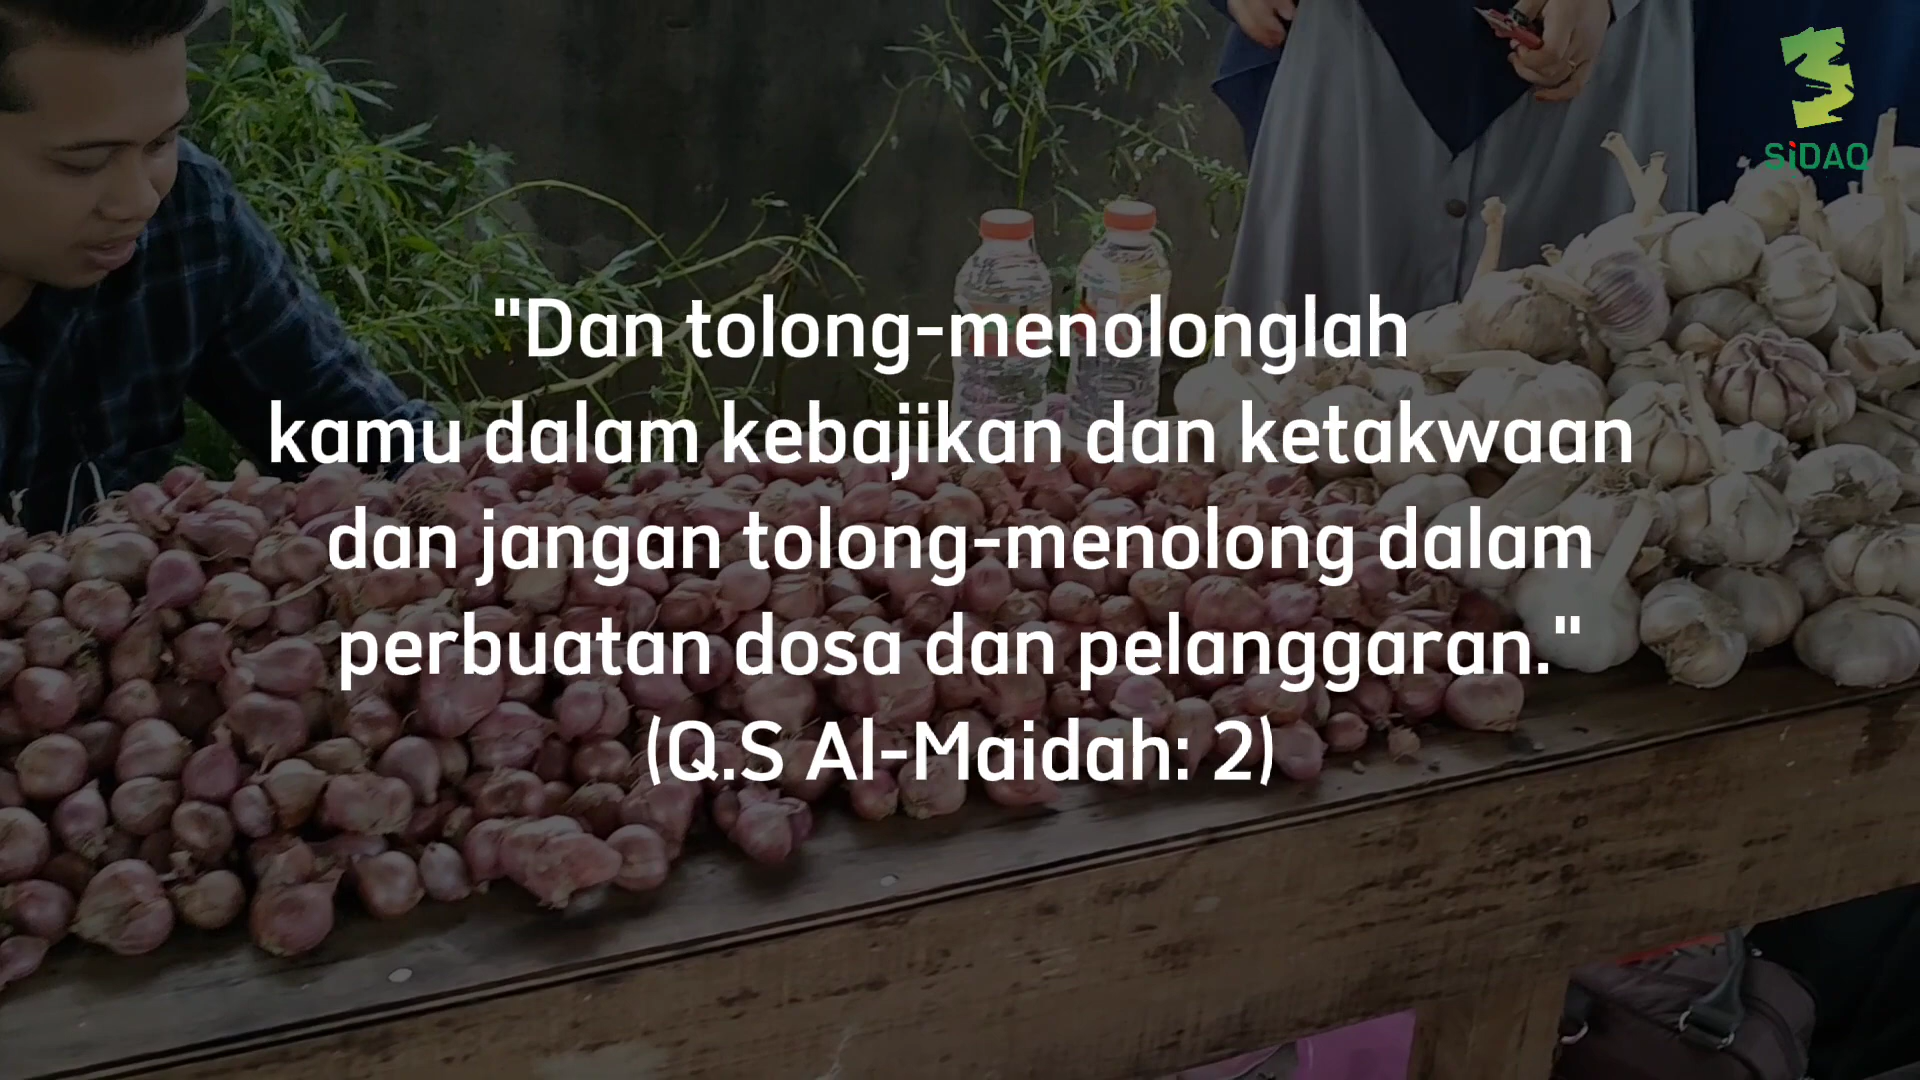 SiDAQ
"Dan tolong-menolonglah
kamu dalam kebajikan dan ketakwaan
dan jangan tolong-menolong dalam
perbuatan dosa dan pelanggaran."
(Q.S Al-Maidah: 2)